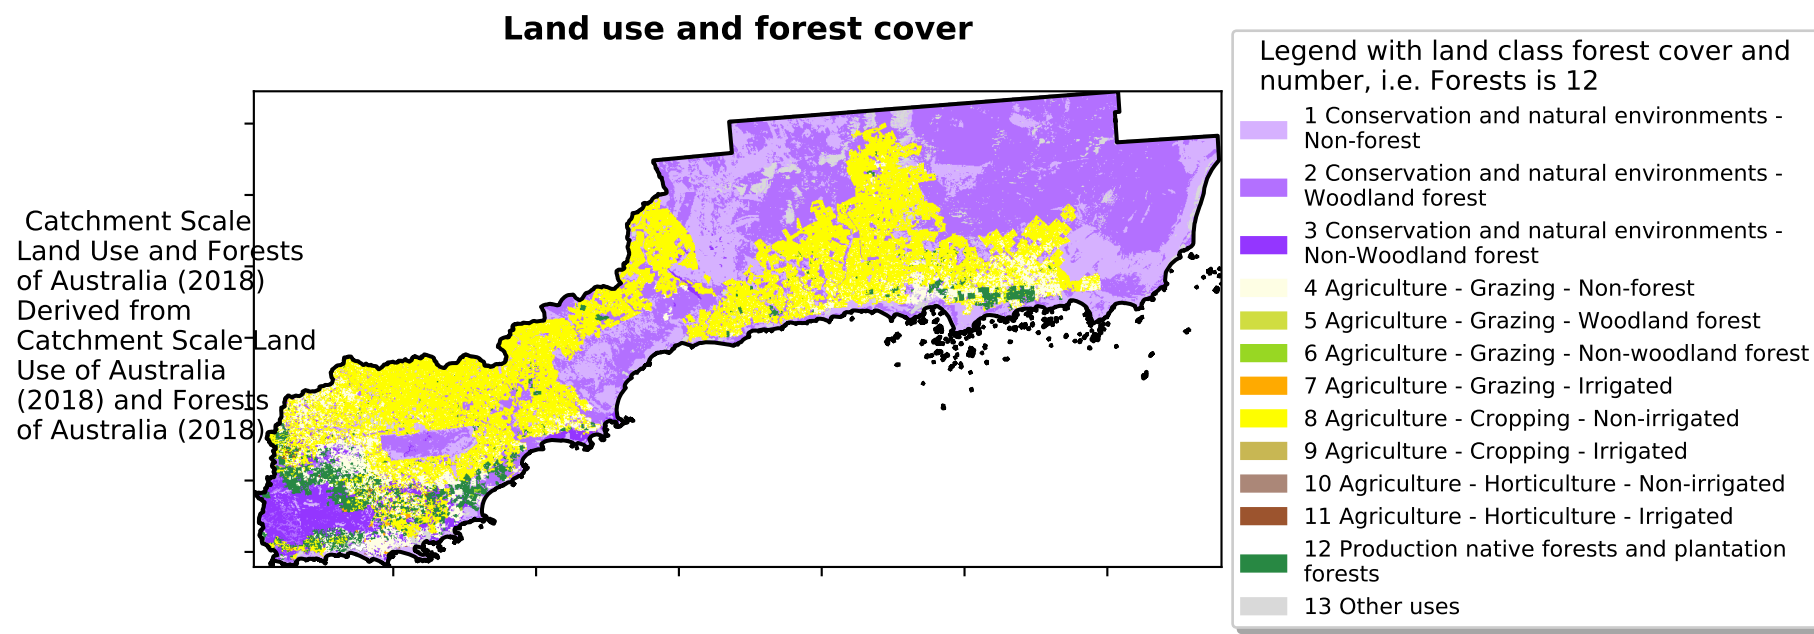 Land use and forest cover
Catchment Scale
Land Use and Forests
of Australia (2018)
Derived from
Catchment Scale Land
Use of Australia
(2018) and Forests
of Australia (2018)
Legend with land class forest cover and
number, i.e. Forests is 12
1 Conservation and natural environments -
Non-forest
2 Conservation and natural environments -
Woodland forest
3 Conservation and natural environments -
Non-Woodland forest
4 Agriculture - Grazing - Non-forest
5 Agriculture - Grazing - Woodland forest
6 Agriculture - Grazing - Non-woodland forest
7 Agriculture - Grazing - Irrigated
8 Agriculture - Cropping - Non-irrigated
9 Agriculture - Cropping - Irrigated
10 Agriculture - Horticulture - Non-irrigated
11 Agriculture - Horticulture - Irrigated
12 Production native forests and plantation
forests
13 Other uses